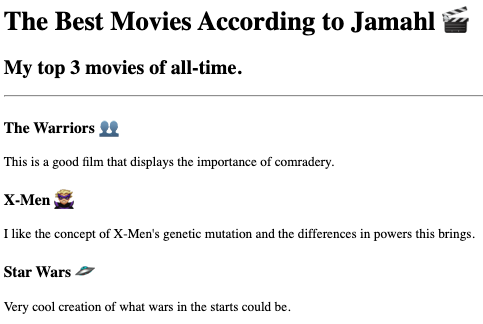 The Best Movies According to Jamahl 🎬
My top 3 movies of all-time.
The Warriors 👥
This is a good film that displays the importance of comradery.
X-Men 🦹
I like the concept of X-Men's genetic mutation and the differences in powers this brings.
Star Wars 🛸
Very cool creation of what wars in the starts could be.